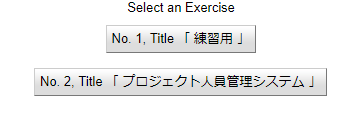 Select an Exercise
No. 1, Title 「 練習用 」
No. 2, Title 「 プロジェクト人員管理システム 」